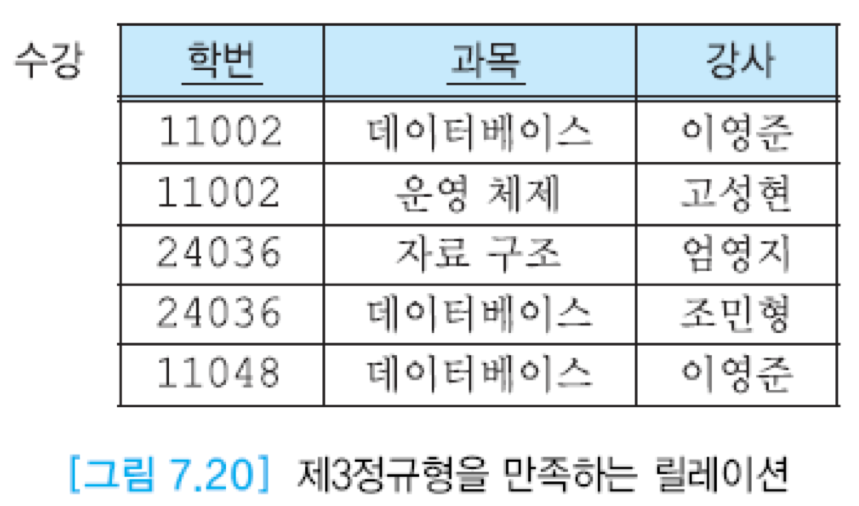 수강 학번 과목 강사
11002 데이터베이스 이영준
11002 운영 체제 고성현
24036 자료 구조 엄영지
24036 데이터베이스 조민형
11048 데이터베이스 이영준
[그림 7.20] 제3정규형을 만족하는 릴레이션